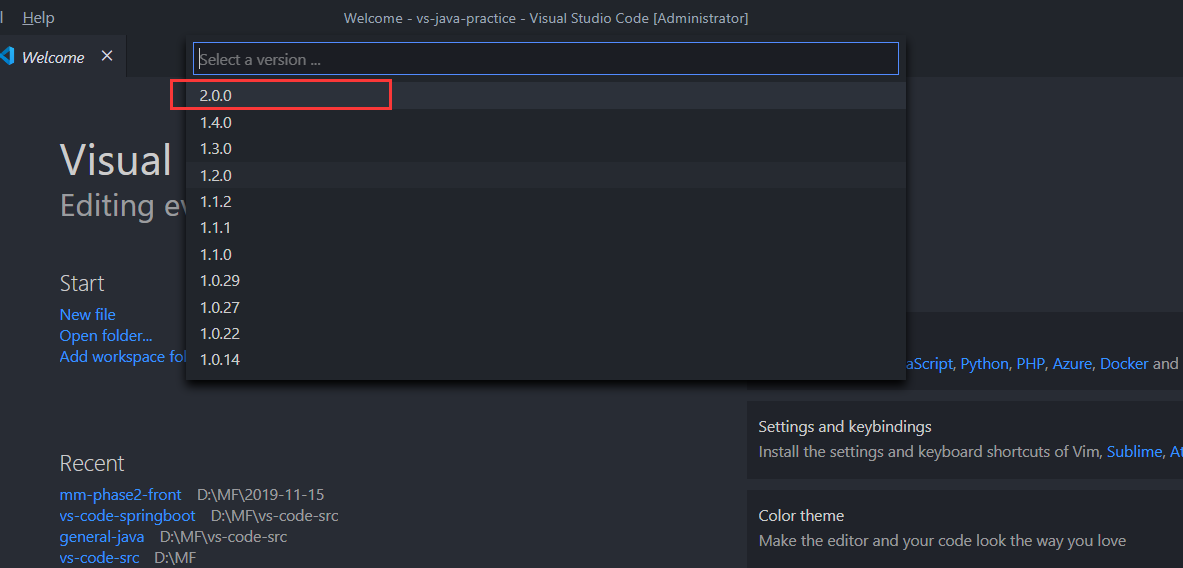 Help
Welcome - vs-java-practice - Visual Studio Code [Administrator]
Welcome
Select a version ...
2.0.0
1.4.0
1.3.0
1.2.0
1.1.2
1.1.1
1.1.0
1.0.29
1.0.27
1.0.22
1.0.14
Visual
Editing ev
Start
New file
Open folder...
Add workspace fol
Recent
mm-phase2-front D:\MF\2019-11-15
vs-code-springboot D:\MF\vs-code-src
general-java D:\MF\vs-code-src
vs-code-src D:\MF
aScript, Python, PHP, Azure, Docker and
Settings and keybindings
Install the settings and keyboard shortcuts of Vim, Sublime, At
Color theme
Make the editor and your code look the way you love